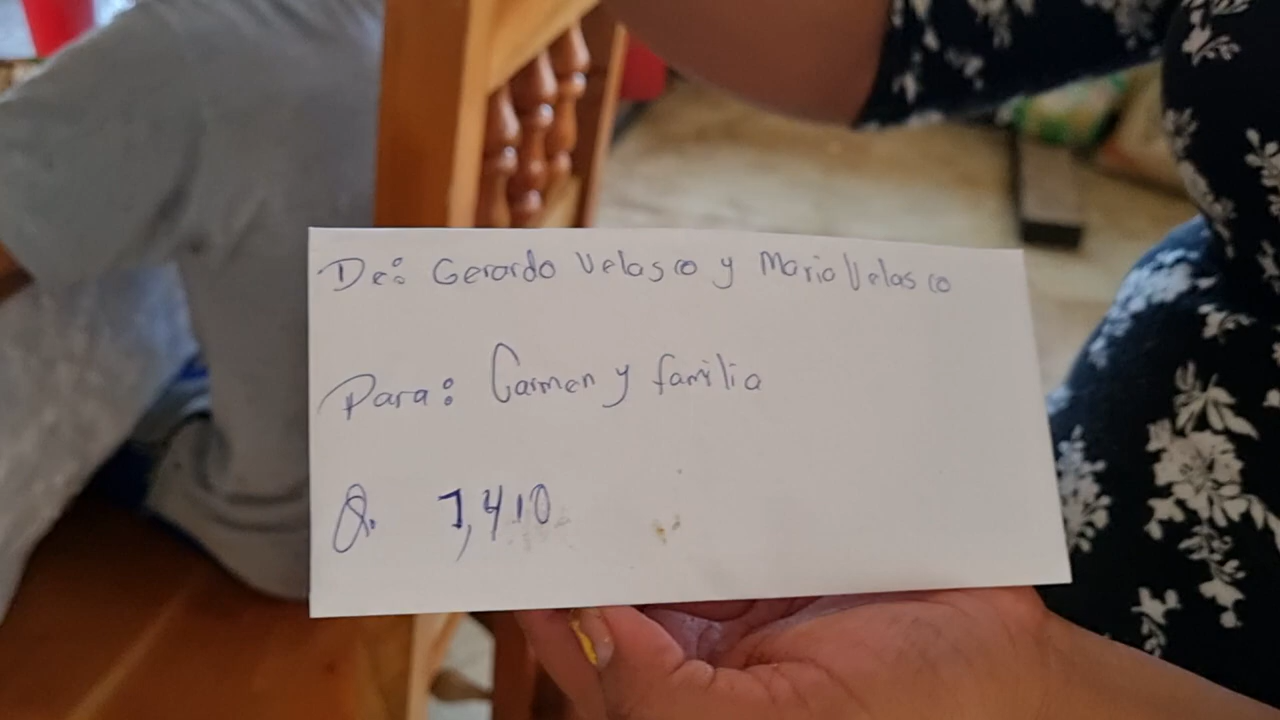 De: Gerardo Velasco y Mario Velasco
Para: Carmen y familia
Q. 1,410